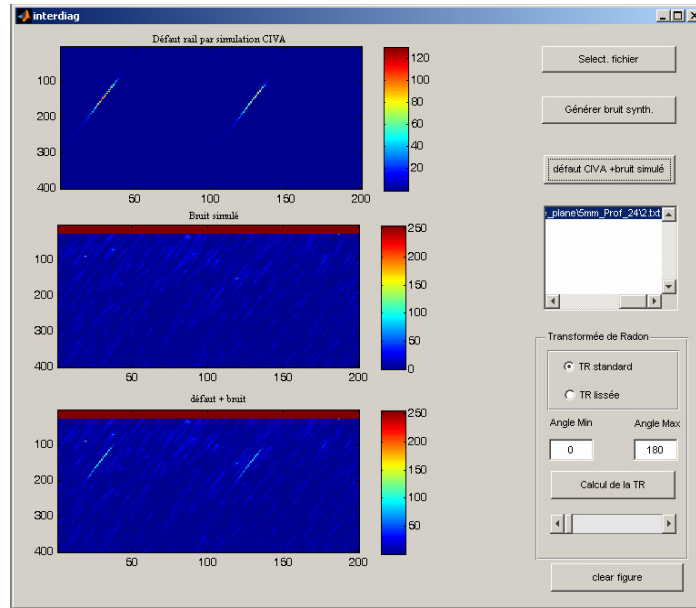 interdiag
Défaut rail par simulation CIVA
100
200
300
400
50
100
150
200
120
100
80
60
40
20
Bruit simulé
100
200
300
400
50
100
150
200
250
200
150
100
50
0
défaut + bruit
100
200
300
400
50
100
150
200
250
200
150
100
50
Select. fichier
Générer bruit synth.
défaut CIVA +bruit simulé
_plane\5mm_Prof_24\2.txt
Transformée de Radon
TR standard
TR lissée
Angle Min
Angle Max
0
180
Calcul de la TR
clear figure